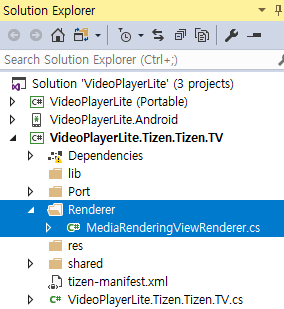 Solution Explorer
Search Solution Explorer (Ctrl+;)
Solution 'VideoPlayerLite' (3 projects)
C# VideoPlayerLite (Portable)
VideoPlayerLite.Android
C# VideoPlayerLite.Tizen.Tizen.TV
Dependencies
lib
Port
Renderer
C# MediaRenderingViewRenderer.cs
res
shared
tizen-manifest.xml
C# VideoPlayerLite.Tizen.Tizen.TV.cs